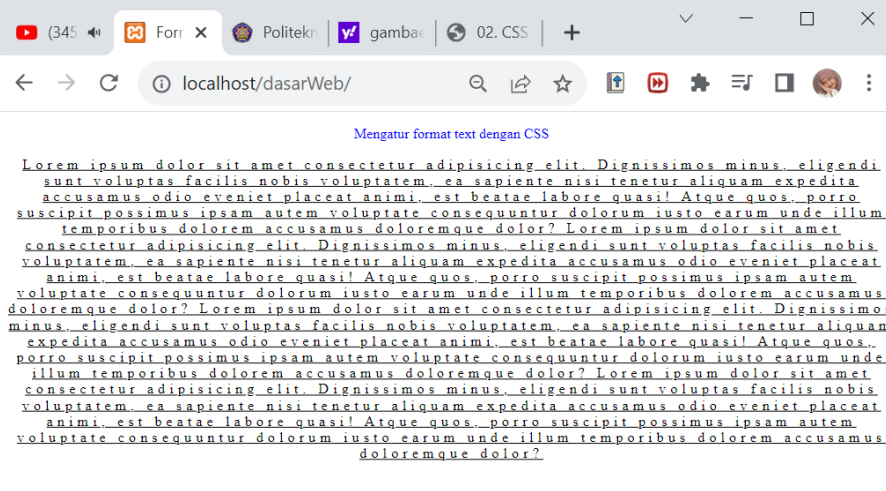 (345
Forr
Politekn
gambae
02. CSS
localhost/dasarWeb/
Mengatur format text dengan CSS
Lorem ipsum dolor sit amet consectetur adipisicing elit. Dignissimos minus, eligendi
sunt voluptas facilis nobis voluptatem, ea sapiente nisi tenetur aliquam expedita
accusamus odio eveniet placeat animi, est beatae labore quasi! Atque quos, porro
suscipit possimus ipsam autem voluptate consequuntur dolorum iusto earum unde illum
temporibus dolorem accusamus doloremque dolor? Lorem ipsum dolor sit amet
consectetur adipisicing elit. Dignissimos minus, eligendi sunt voluptas facilis nobis
voluptatem, ea sapiente nisi tenetur aliquam expedita accusamus odio eveniet placeat
animi, est beatae labore quasi! Atque quos, porro suscipit possimus ipsam autem
voluptate consequuntur dolorum iusto earum unde illum temporibus dolorem accusamus
doloremque dolor? Lorem ipsum dolor sit amet consectetur adipisicing elit. Dignissimos
minus, eligendi sunt voluptas facilis nobis voluptatem, ea sapiente nisi tenetur aliquam
expedita accusamus odio eveniet placeat animi, est beatae labore quasi! Atque quos,
porro suscipit possimus ipsam autem voluptate consequuntur dolorum iusto earum unde
illum temporibus dolorem accusamus doloremque dolor? Lorem ipsum dolor sit amet
consectetur adipisicing elit. Dignissimos minus, eligendi sunt voluptas facilis nobis
voluptatem, ea sapiente nisi tenetur aliquam expedita accusamus odio eveniet placeat
animi, est beatae labore quasi! Atque quos, porro suscipit possimus ipsam autem
voluptate consequuntur dolorum iusto earum unde illum temporibus dolorem accusamus
doloremque dolor?